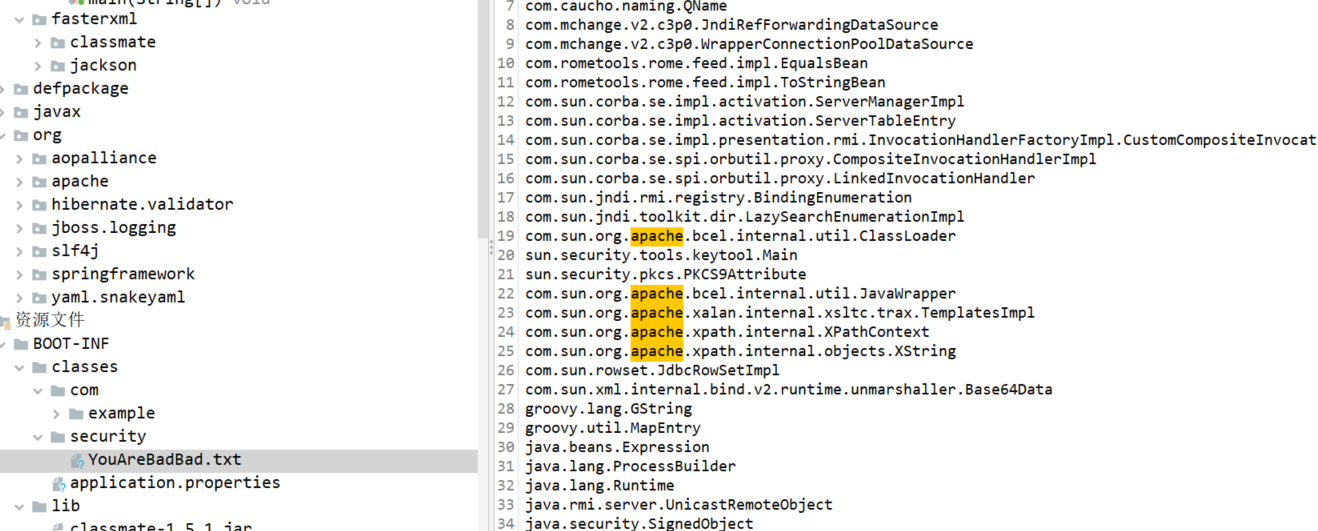 main(String[]) void
fasterxml
classmate
jackson
defpackage
javax
org
aopalliance
apache
hibernate.validator
jboss.logging
slf4j
springframework
yaml.snakeyaml
资源文件
BOOT-INF
classes
com
example
security
YouAreBadBad.txt
application.properties
lib
classmate-1.5.1.jar
7 com.caucho.naming.QName
8 com.mchange.v2.c3p0.JndiRefForwardingDataSource
9 com.mchange.v2.c3p0.WrapperConnectionPoolDataSource
10 com.rometools.rome.feed.impl.EqualsBean
11 com.rometools.rome.feed.impl.ToStringBean
12 com.sun.corba.se.impl.activation.ServerManagerImpl
13 com.sun.corba.se.impl.activation.ServerTableEntry
14 com.sun.corba.se.impl.presentation.rmi.InvocationHandlerFactoryImpl.CustomCompositeInvocat
15 com.sun.corba.se.spi.orbutil.proxy.CompositeInvocationHandlerImpl
16 com.sun.corba.se.spi.orbutil.proxy.LinkedInvocationHandler
17 com.sun.jndi.rmi.registry.BindingEnumeration
18 com.sun.jndi.toolkit.dir.LazySearchEnumerationImpl
19 com.sun.org.apache.bcel.internal.util.ClassLoader
20 sun.security.tools.keytool.Main
21 sun.security.pkcs.PKCS9Attribute
22 com.sun.org.apache.bcel.internal.util.JavaWrapper
23 com.sun.org.apache.xalan.internal.xsltc.trax.TemplatesImpl
24 com.sun.org.apache.xpath.internal.XPathContext
25 com.sun.org.apache.xpath.internal.objects.XString
26 com.sun.rowset.JdbcRowSetImpl
27 com.sun.xml.internal.bind.v2.runtime.unmarshaller.Base64Data
28 groovy.lang.GString
29 groovy.util.MapEntry
30 java.beans.Expression
31 java.lang.ProcessBuilder
32 java.lang.Runtime
33 java.rmi.server.UnicastRemoteObject
34 java.security.SignedObject